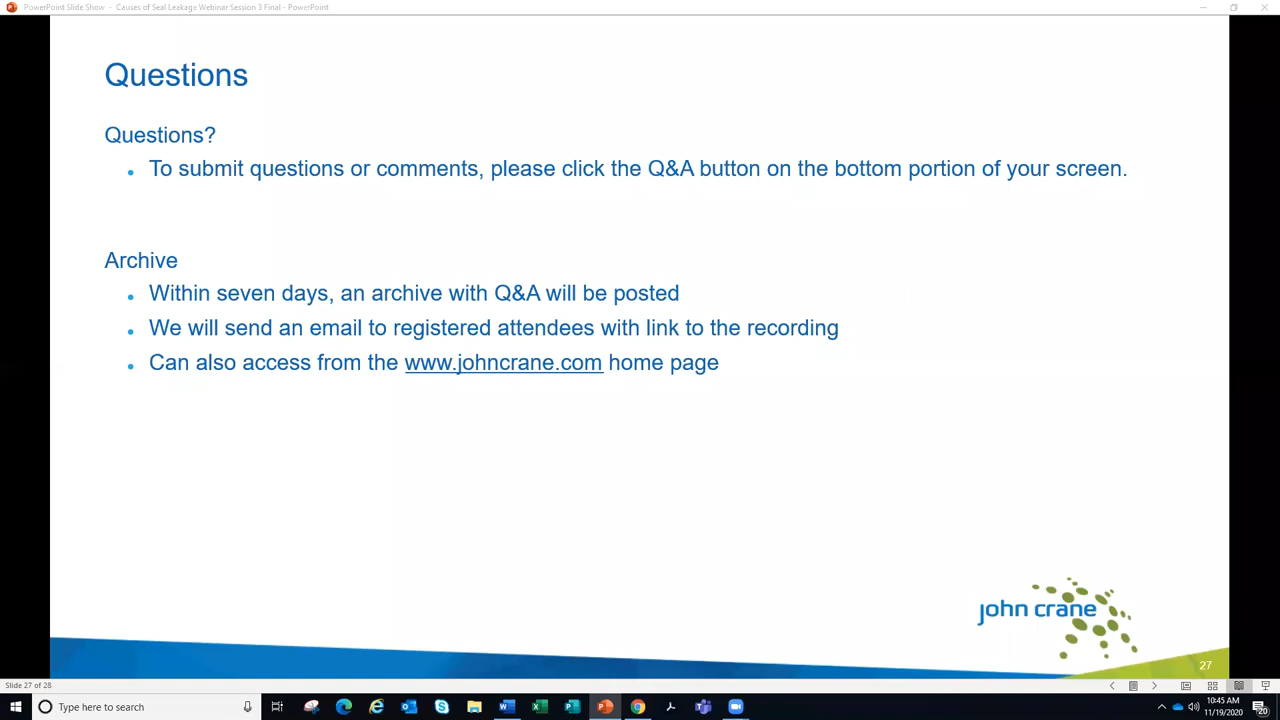 PowerPoint Slide Show - Causes of Seal Leakage Webinar Session 3 Final - PowerPoint
Questions
Questions?
• To submit questions or comments, please click the Q&A button on the bottom portion of your screen.
Archive
• Within seven days, an archive with Q&A will be posted
• We will send an email to registered attendees with link to the recording
• Can also access from the www.johncrane.com home page
john crane
27
Slide 27 of 28
Type here to search
10:45 AM
11/19/2020
20